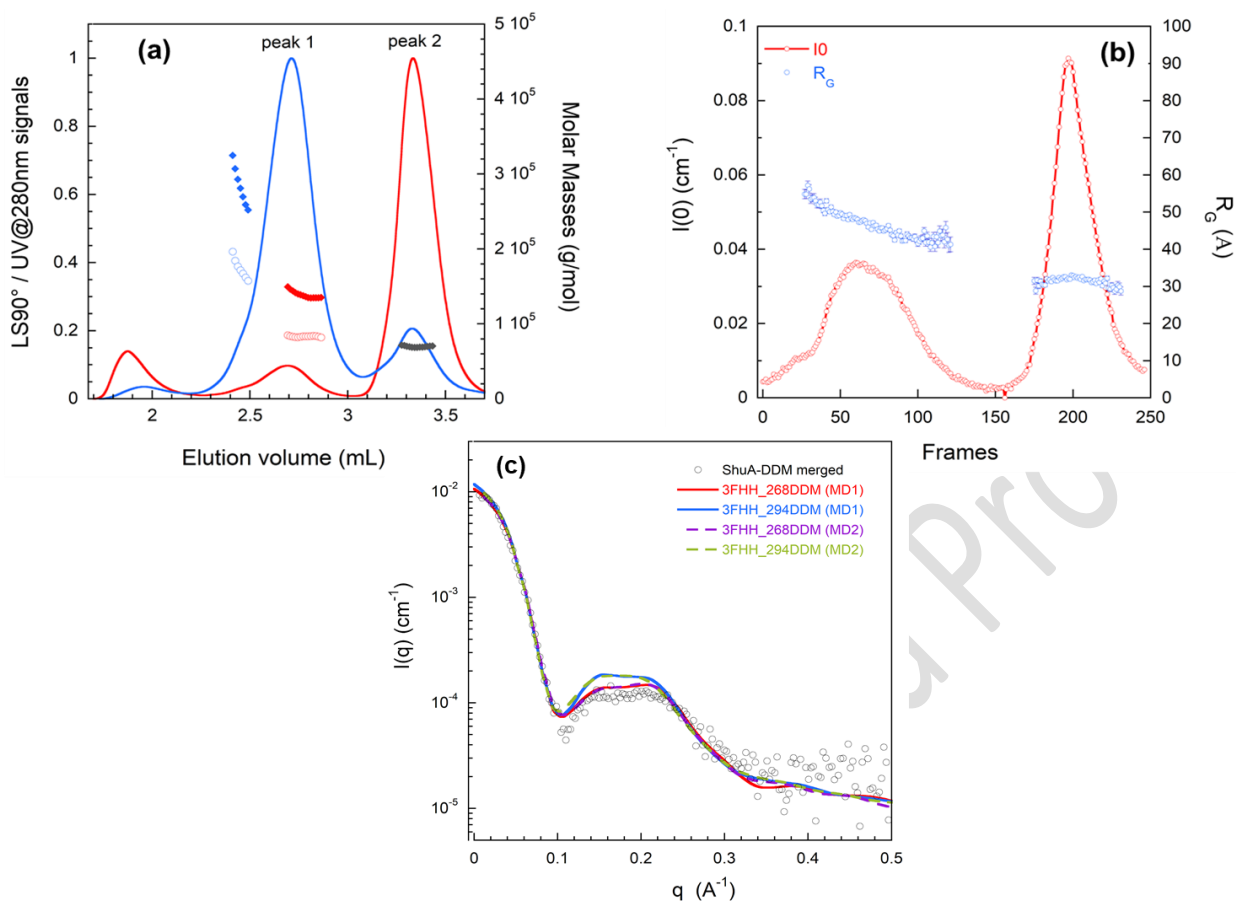 (a)
peak 1
peak 2
LS90° / UV@280nm signals
1
0.8
0.6
0.4
0.2
0
2
2.5
3
3.5
Elution volume (mL)
5 10⁵
4 10⁵
3 10⁵
2 10⁵
1 10⁵
0
Molar Masses (g/mol)
(b)
I0
R_G
I(0) (cm⁻¹)
0.1
0.08
0.06
0.04
0.02
0
0
50
100
150
200
250
Frames
100
90
80
70
60
50
40
30
20
10
0
R_G (A)
(c)
ShuA-DDM merged
3FHH_268DDM (MD1)
3FHH_294DDM (MD1)
3FHH_268DDM (MD2)
3FHH_294DDM (MD2)
I(q) (cm⁻¹)
10⁻²
10⁻³
10⁻⁴
10⁻⁵
0
0.1
0.2
0.3
0.4
0.5
q (A⁻¹)